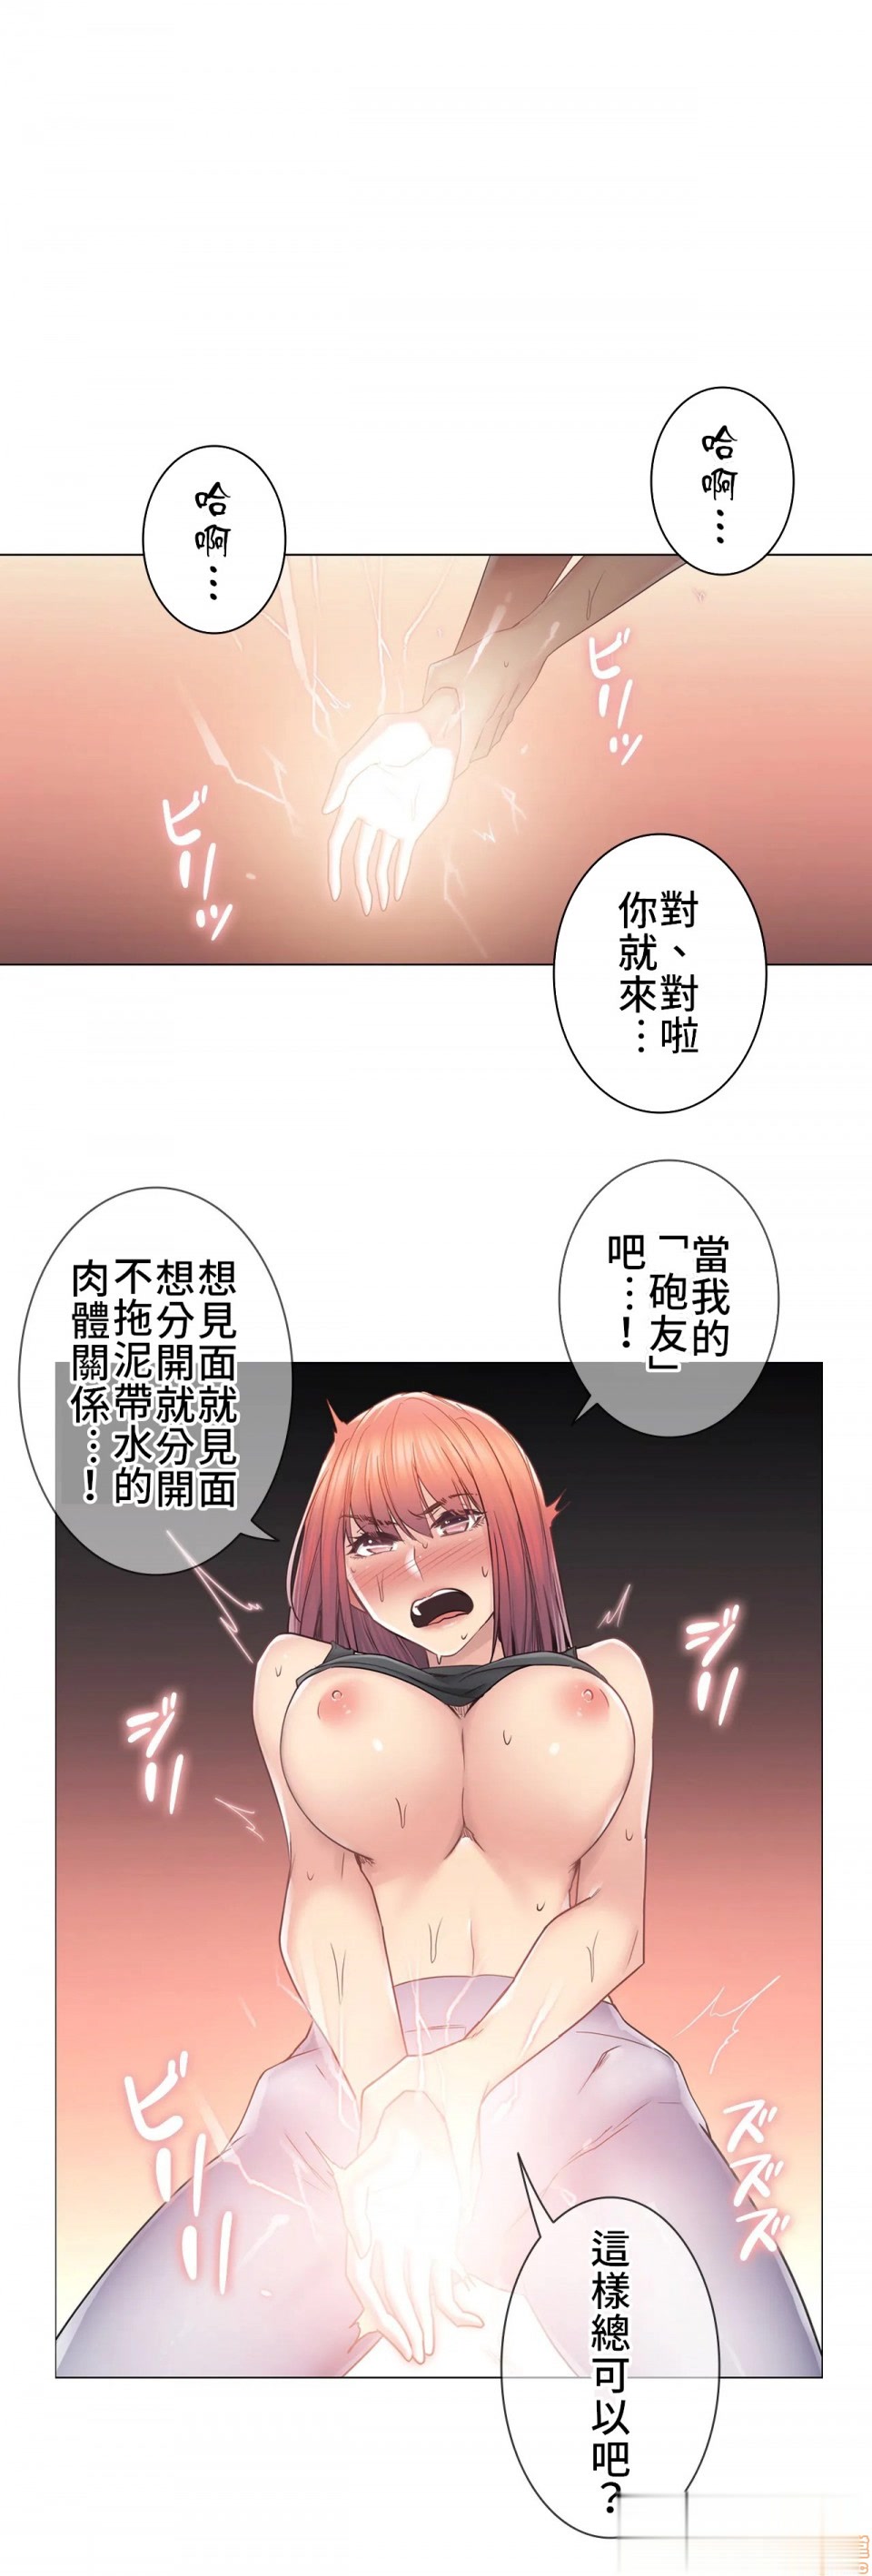 哈啊…
哈啊…
ビリッ
ビリッ
對、對啦
你就來…
當我的
「砲友」
吧…！
想見面就見面
想分開就分開
不拖泥帶水的
肉體關係…！
ジリ
ジリ
ビリリ
ズズズ
這樣總可以吧？